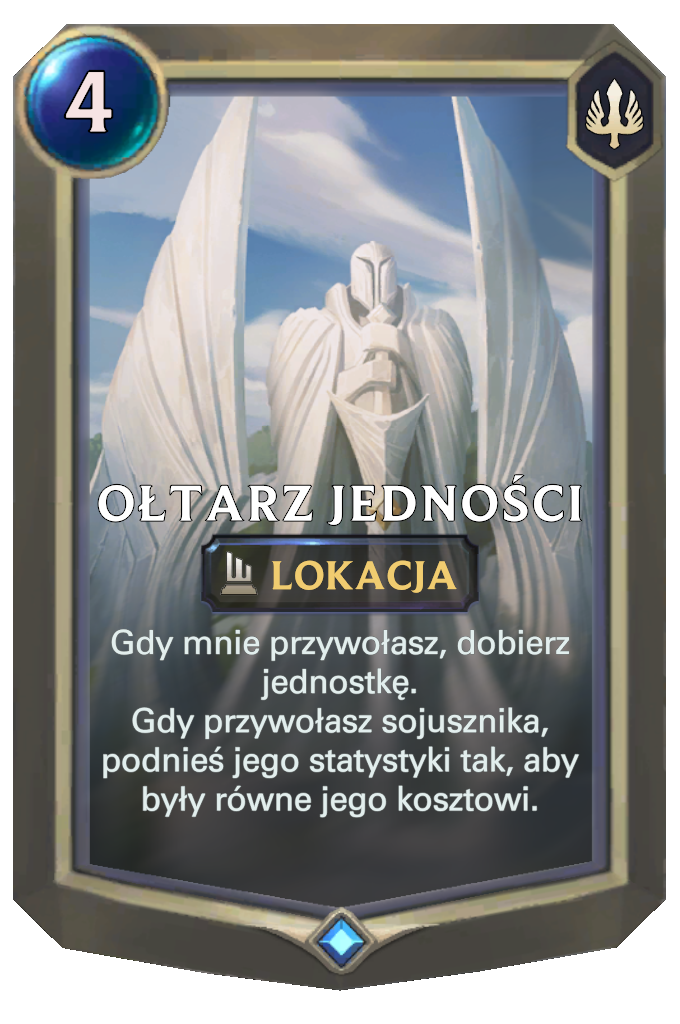 4
OŁTARZ JEDNOŚCI
LOKACJA
Gdy mnie przywołasz, dobierz
jednostkę.
Gdy przywołasz sojusznika,
podnieś jego statystyki tak, aby
były równe jego kosztowi.